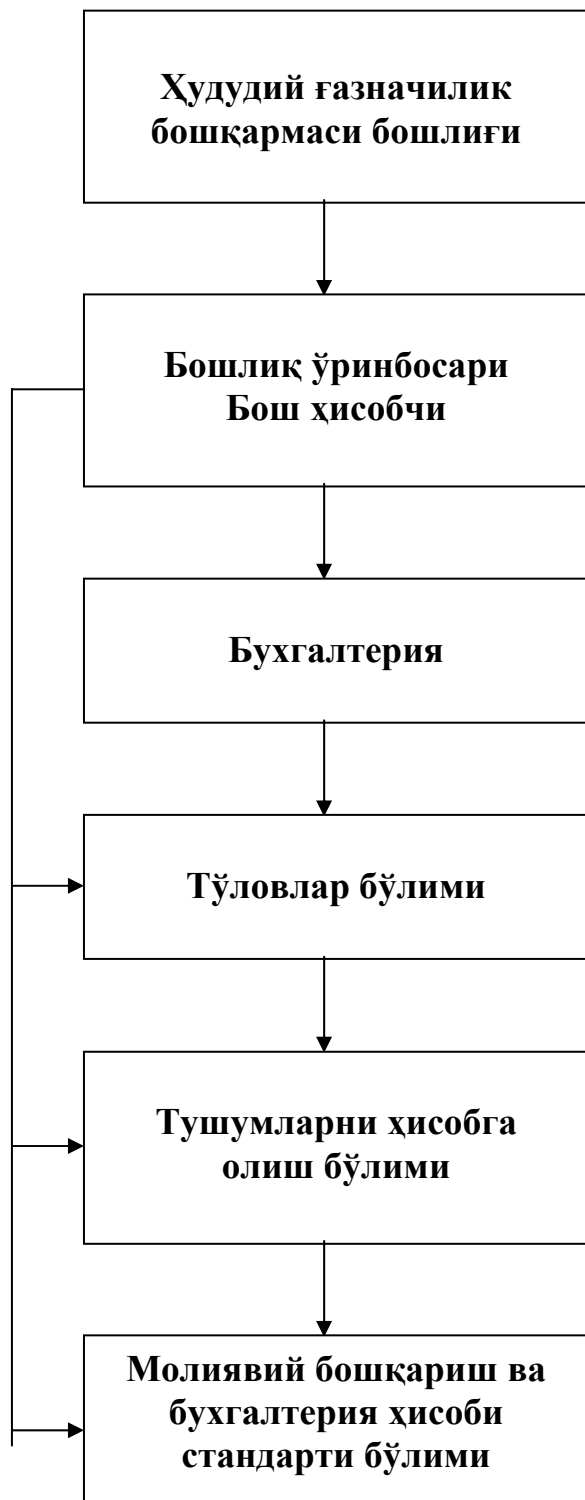 Ҳудудий ғазначилик
бошқармаси бошлиғи
Бошлиқ ўринбосари
Бош ҳисобчи
Бухгалтерия
Тўловлар бўлими
Тушумларни ҳисобга
олиш бўлими
Молиявий бошқариш ва
бухгалтерия ҳисоби
стандарти бўлими